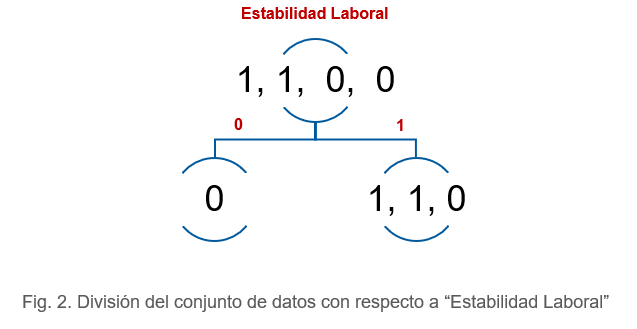 Estabilidad Laboral
1, 1, 0, 0
0 1
0 1, 1, 0
Fig. 2. División del conjunto de datos con respecto a “Estabilidad Laboral”